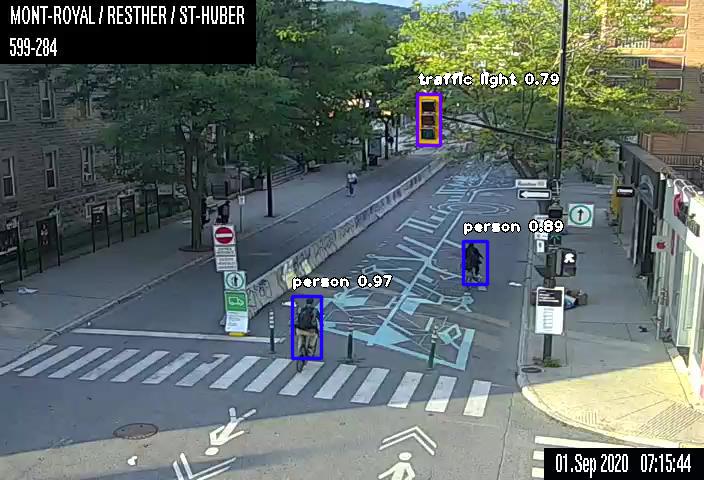 MONT-ROYAL / RESTHER / ST-HUBER
599-284
traffic light 0.79
person 0.89
person 0.97
01.Sep 2020 07:15:44